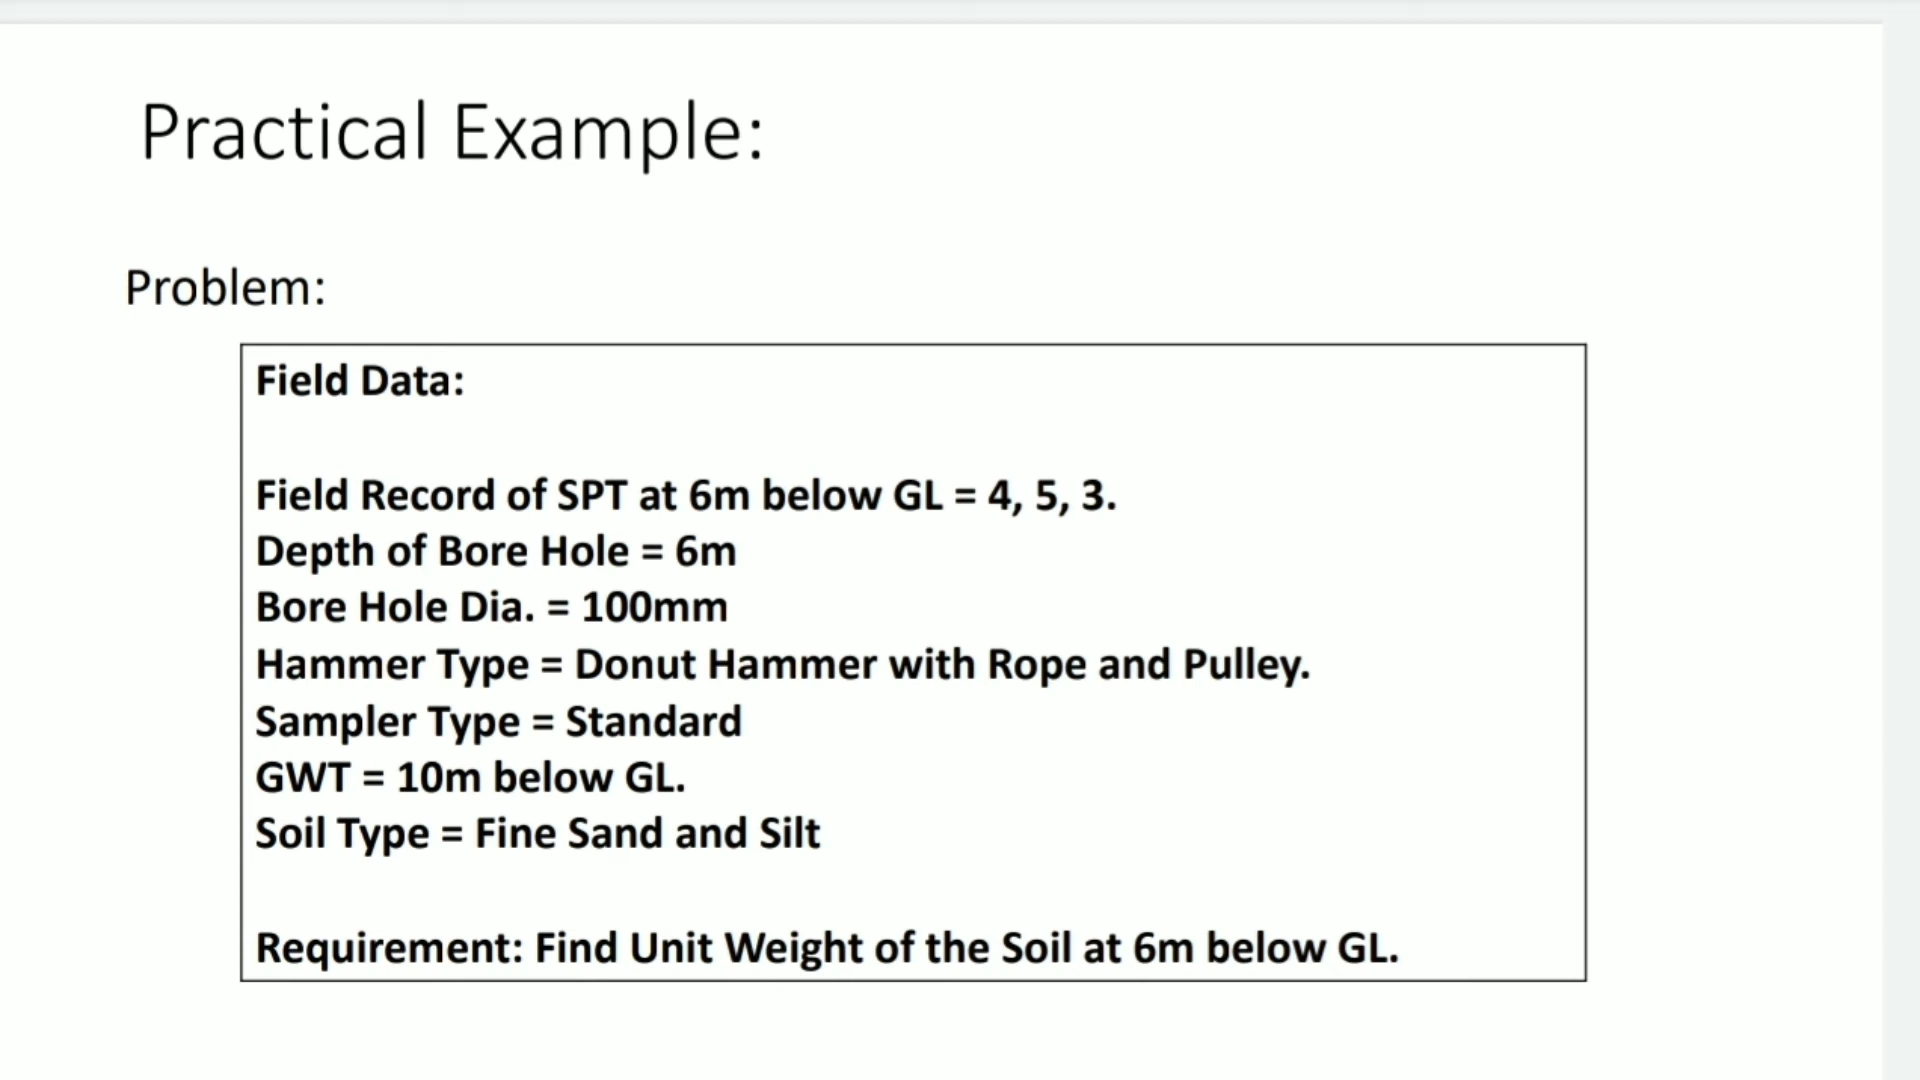 Practical Example:
Problem:
Field Data:
Field Record of SPT at 6m below GL = 4, 5, 3.
Depth of Bore Hole = 6m
Bore Hole Dia. = 100mm
Hammer Type = Donut Hammer with Rope and Pulley.
Sampler Type = Standard
GWT = 10m below GL.
Soil Type = Fine Sand and Silt
Requirement: Find Unit Weight of the Soil at 6m below GL.